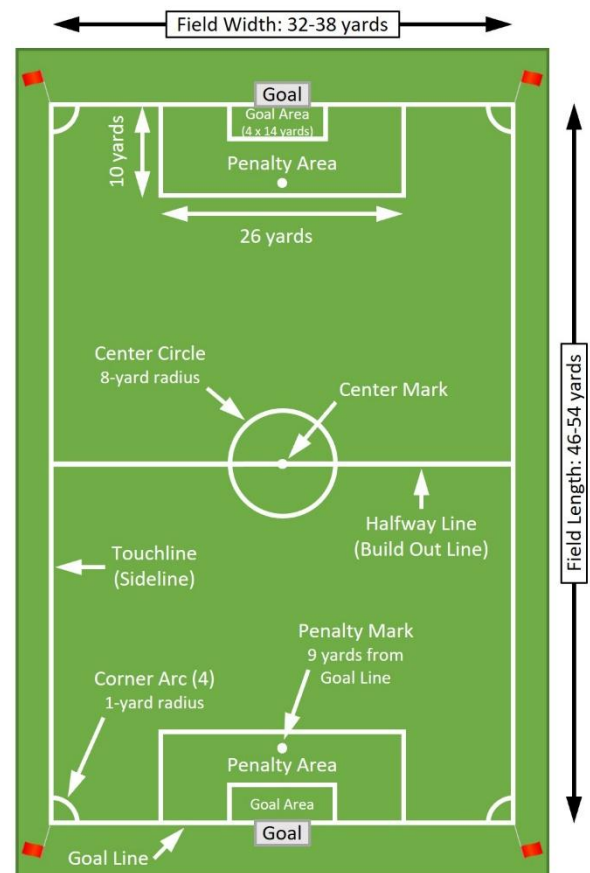 Field Width: 32-38 yards
Goal
Goal Area
(4 x 14 yards)
10 yards
Penalty Area
26 yards
Center Circle
8-yard radius
Center Mark
Field Length: 46-54 yards
Halfway Line
(Build Out Line)
Touchline
(Sideline)
Penalty Mark
9 yards from
Goal Line
Corner Arc (4)
1-yard radius
Penalty Area
Goal Area
Goal
Goal Line